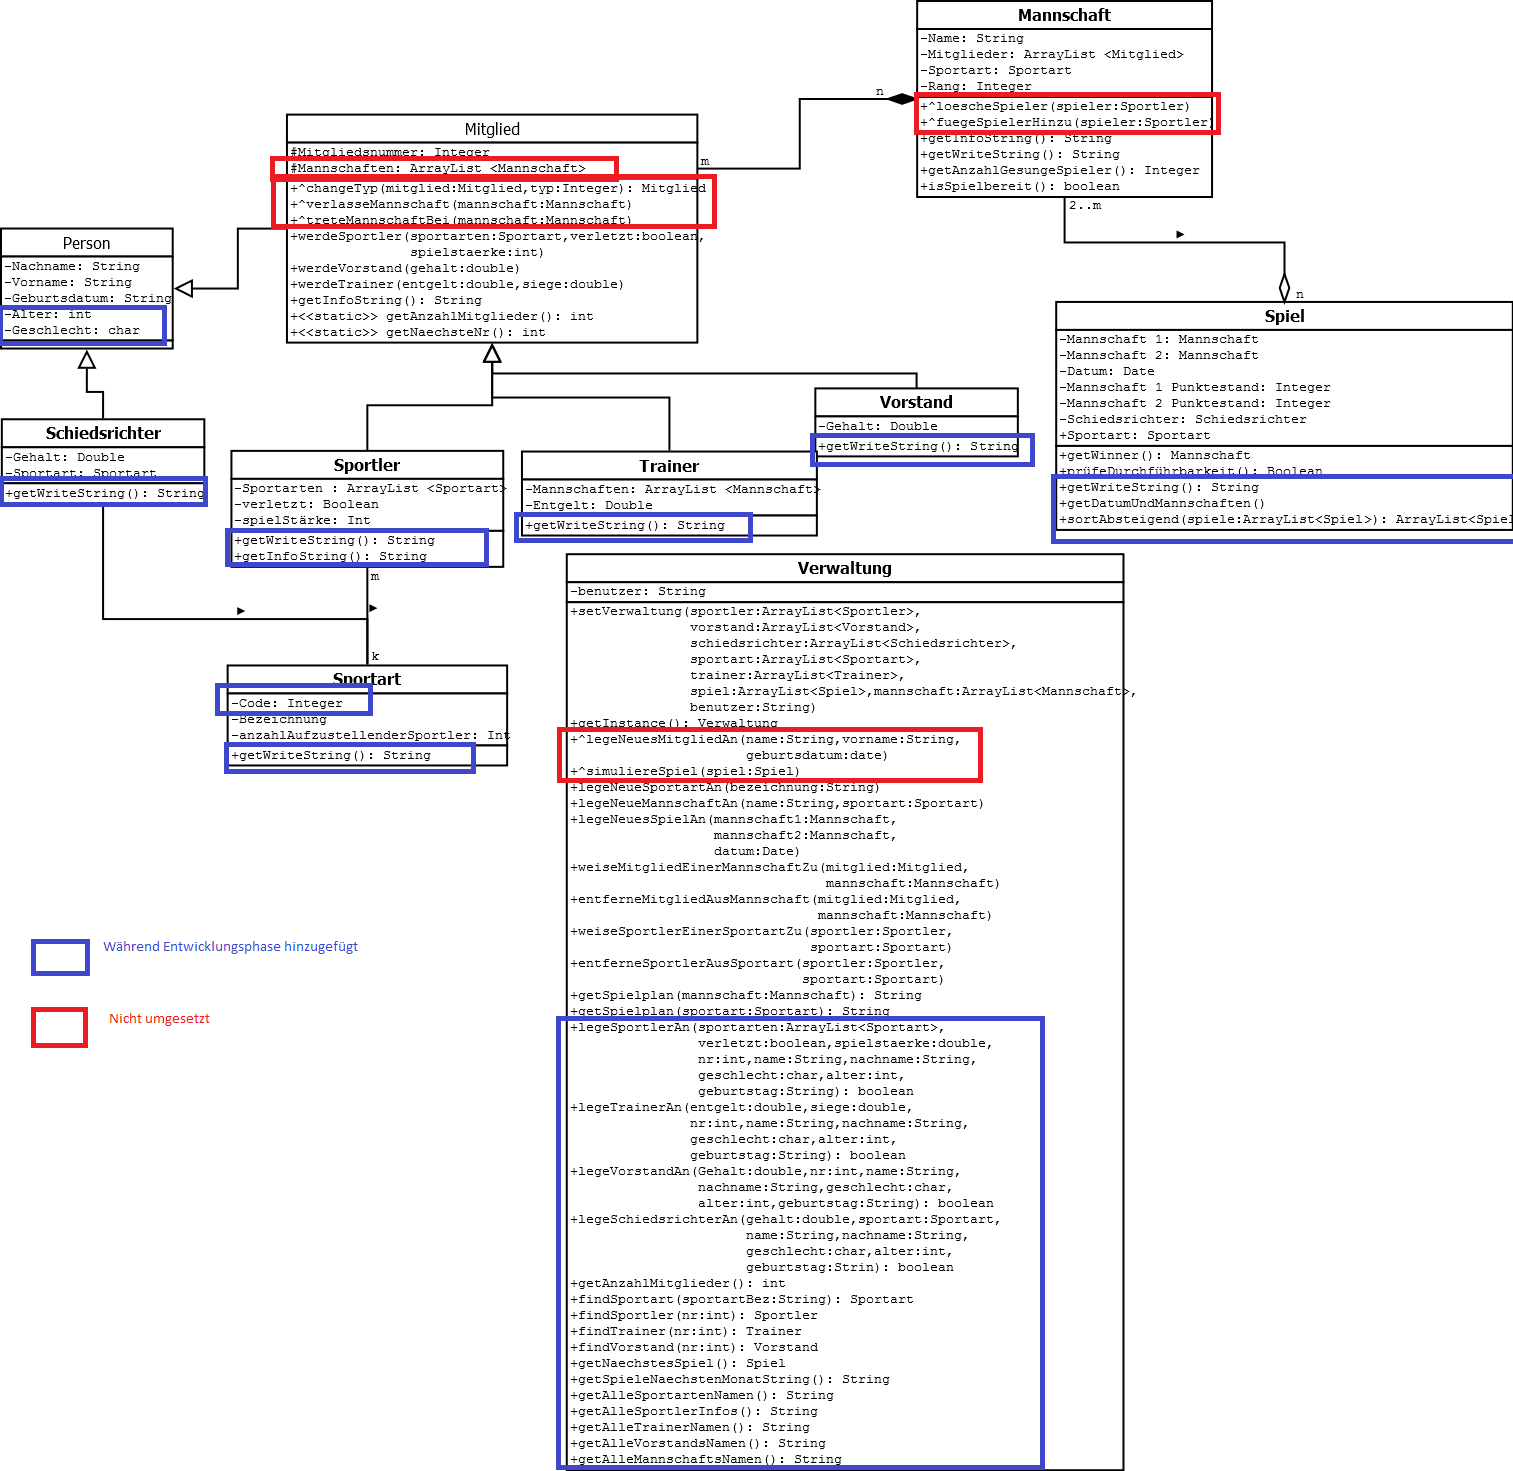 Mannschaft
-Name: String
-Mitglieder: ArrayList <Mitglied>
-Sportart: Sportart
-Rang: Integer
+^loescheSpieler(spieler:Sportler)
+^fuegeSpielerHinzu(spieler:Sportler)
+getInfoString(): String
+getWriteString(): String
+getAnzahlGesungeSpieler(): Integer
+isSpielbereit(): boolean
n
m
2..m
n
Mitglied
#Mitgliedsnummer: Integer
#Mannschaften: ArrayList <Mannschaft>
+^changeTyp(mitglied:Mitglied,typ:Integer): Mitglied
+^verlasseMannschaft(mannschaft:Mannschaft)
+^treteMannschaftBei(mannschaft:Mannschaft)
+werdeSportler(sportarten:Sportart,verletzt:boolean,
spielstaerke:int)
+werdeVorstand(gehalt:double)
+werdeTrainer(entgelt:double,siege:double)
+getInfoString(): String
+<<static>> getAnzahlMitglieder(): int
+<<static>> getNaechsteNr(): int
Person
-Nachname: String
-Vorname: String
-Geburtsdatum: String
-Alter: int
-Geschlecht: char
Spiel
-Mannschaft 1: Mannschaft
-Mannschaft 2: Mannschaft
-Datum: Date
-Mannschaft 1 Punktestand: Integer
-Mannschaft 2 Punktestand: Integer
-Schiedsrichter: Schiedsrichter
+Sportart: Sportart
+getWinner(): Mannschaft
+prüfeDurchführbarkeit(): Boolean
+getWriteString(): String
+getDatumUndMannschaften()
+sortAbsteigend(spiele:ArrayList<Spiel>): ArrayList<Spiel
Schiedsrichter
-Gehalt: Double
-Sportart: Sportart
+getWriteString(): String
Sportler
-Sportarten : ArrayList <Sportart>
-verletzt: Boolean
-spielStärke: Int
+getWriteString(): String
+getInfoString(): String
m
k
Trainer
-Mannschaften: ArrayList <Mannschaft>
-Entgelt: Double
+getWriteString(): String
Vorstand
-Gehalt: Double
+getWriteString(): String
Sportart
-Code: Integer
-Bezeichnung
-anzahlAufzustellenderSportler: Int
+getWriteString(): String
Verwaltung
-benutzer: String
+setVerwaltung(sportler:ArrayList<Sportler>,
vorstand:ArrayList<Vorstand>,
schiedsrichter:ArrayList<Schiedsrichter>,
sportart:ArrayList<Sportart>,
trainer:ArrayList<Trainer>,
spiel:ArrayList<Spiel>,mannschaft:ArrayList<Mannschaft>,
benutzer:String)
+getInstance(): Verwaltung
+^legeNeuesMitgliedAn(name:String,vorname:String,
geburtsdatum:date)
+^simuliereSpiel(spiel:Spiel)
+legeNeueSportartAn(bezeichnung:String)
+legeNeueMannschaftAn(name:String,sportart:Sportart)
+legeNeuesSpielAn(mannschaft1:Mannschaft,
mannschaft2:Mannschaft,
datum:Date)
+weiseMitgliedEinerMannschaftZu(mitglied:Mitglied,
mannschaft:Mannschaft)
+entferneMitgliedAusMannschaft(mitglied:Mitglied,
mannschaft:Mannschaft)
+weiseSportlerEinerSportartZu(sportler:Sportler,
sportart:Sportart)
+entferneSportlerAusSportart(sportler:Sportler,
sportart:Sportart)
+getSpielplan(mannschaft:Mannschaft): String
+getSpielplan(sportart:Sportart): String
+legeSportlerAn(sportarten:ArrayList<Sportart>,
verletzt:boolean,spielstaerke:double,
nr:int,name:String,nachname:String,
geschlecht:char,alter:int,
geburtstag:String): boolean
+legeTrainerAn(entgelt:double,siege:double,
nr:int,name:String,nachname:String,
geschlecht:char,alter:int,
geburtstag:String): boolean
+legeVorstandAn(Gehalt:double,nr:int,name:String,
nachname:String,geschlecht:char,
alter:int,geburtstag:String): boolean
+legeSchiedsrichterAn(gehalt:double,sportart:Sportart,
name:String,nachname:String,
geschlecht:char,alter:int,
geburtstag:Strin): boolean
+getAnzahlMitglieder(): int
+findSportart(sportartBez:String): Sportart
+findSportler(nr:int): Sportler
+findTrainer(nr:int): Trainer
+findVorstand(nr:int): Vorstand
+getNaechstesSpiel(): Spiel
+getSpieleNaechstenMonatString(): String
+getAlleSportartenNamen(): String
+getAlleSportlerInfos(): String
+getAlleTrainerNamen(): String
+getAlleVorstandsNamen(): String
+getAlleMannschaftsNamen(): String
Während Entwicklungsphase hinzugefügt
Nicht umgesetzt